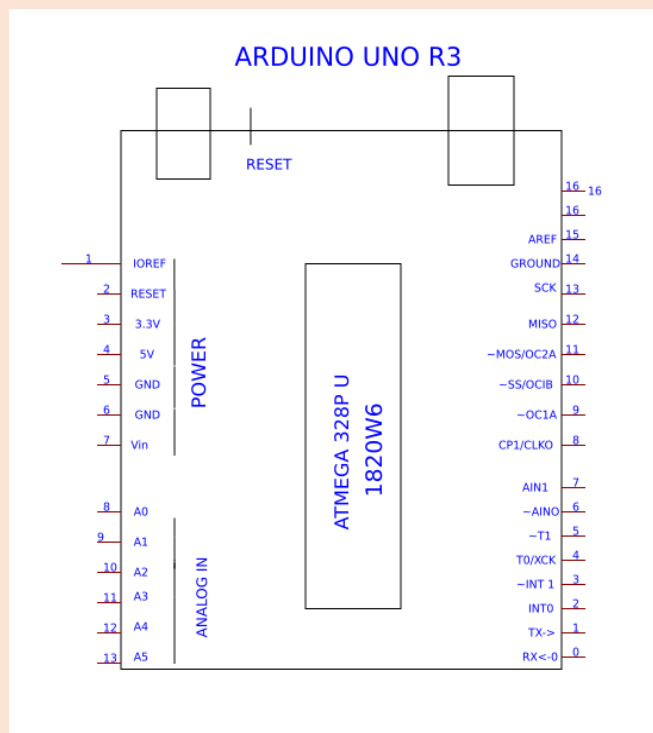 ARDUINO UNO R3
RESET
16 16
16
AREF 15
1 IOREF
GROUND 14
2 RESET
SCK 13
3 3.3V
MISO 12
4 5V
~MOS/OC2A 11
5 GND
~SS/OCIB 10
6 GND
~OC1A 9
7 Vin
CP1/CLKO 8
POWER
ATMEGA 328P U
1820W6
AIN1 7
8 A0
~AINO 6
9 A1
~T1 5
10 A2
T0/XCK 4
11 A3
~INT 1 3
INT0 2
12 A4
TX-> 1
13 A5
RX<-0 0
ANALOG IN